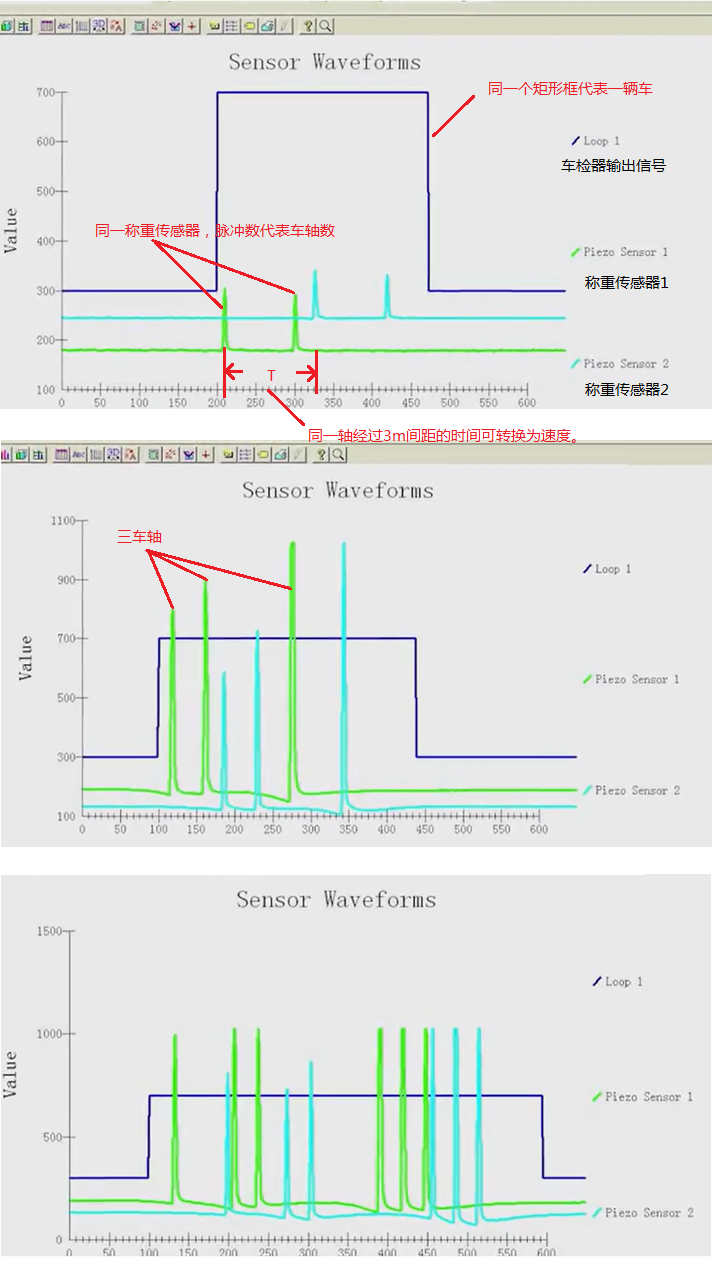 Sensor Waveforms
700
同一个矩形框代表一辆车
600
Loop 1
车检器输出信号
500
Value
同一称重传感器，脉冲数代表车轴数
400
Piezo Sensor 1
称重传感器1
300
200
Piezo Sensor 2
T
称重传感器2
100
0 50 100 150 200 250 300 350 400 450 500 550 600
同一轴经过3m间距的时间可转换为速度。
Sensor Waveforms
1100
三车轴
Loop 1
900
Value
700
Piezo Sensor 1
500
300
Piezo Sensor 2
100
0 50 100 150 200 250 300 350 400 450 500 550 600
Sensor Waveforms
1500
Loop 1
1000
Value
Piezo Sensor 1
500
Piezo Sensor 2
0
0 50 100 150 200 250 300 350 400 450 500 550 600